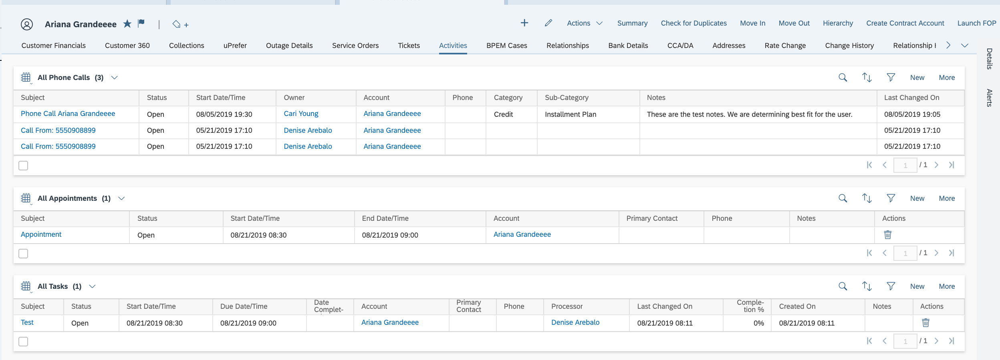 Ariana Grandeeee
Actions Summary Check for Duplicates Move In Move Out Hierarchy Create Contract Account Launch FOP
Customer Financials Customer 360 Collections uPrefer Outage Details Service Orders Tickets Activities BPEM Cases Relationships Bank Details CCA/DA Addresses Rate Change Change History Relationship
Details
Alerts
All Phone Calls (3) New More
Subject Status Start Date/Time Owner Account Phone Category Sub-Category Notes Last Changed On
Phone Call Ariana Grandeeee Open 08/05/2019 19:30 Cari Young Ariana Grandeeee Credit Installment Plan These are the test notes. We are determining best fit for the user. 08/05/2019 19:05
Call From: 5550908899 Open 05/21/2019 17:10 Denise Arebalo Ariana Grandeeee 05/21/2019 17:10
Call From: 5550908899 Open 05/21/2019 17:10 Denise Arebalo Ariana Grandeeee 05/21/2019 17:10
1 / 1
All Appointments (1) New More
Subject Status Start Date/Time End Date/Time Account Primary Contact Phone Notes Actions
Appointment Open 08/21/2019 08:30 08/21/2019 09:00 Ariana Grandeeee
1 / 1
All Tasks (1) New More
Subject Status Start Date/Time Due Date/Time Date Complet- Account Primary Contact Phone Processor Last Changed On Comple- tion % Created On Notes Actions
Test Open 08/21/2019 08:30 08/21/2019 09:00 Ariana Grandeeee Denise Arebalo 08/21/2019 08:11 0% 08/21/2019 08:11
1 / 1